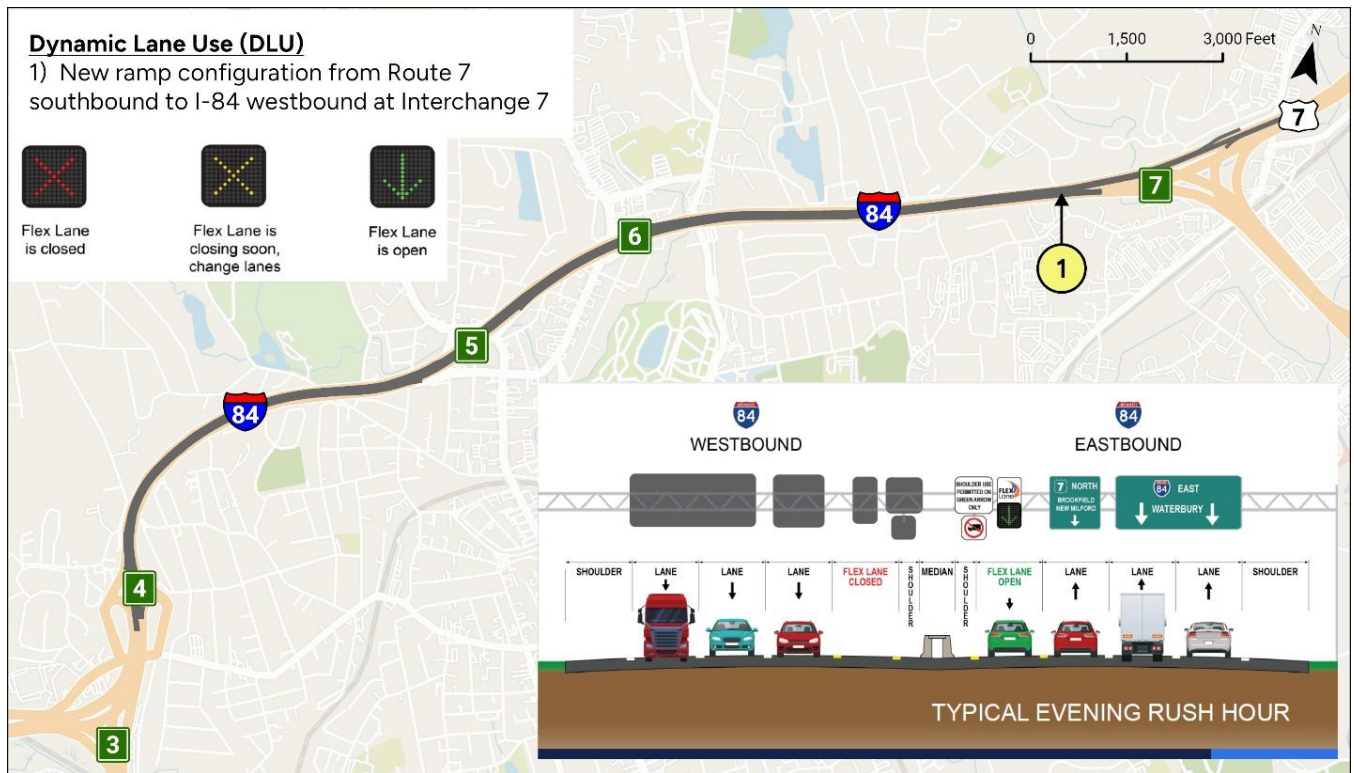 Dynamic Lane Use (DLU)
1) New ramp configuration from Route 7
southbound to I-84 westbound at Interchange 7
Flex Lane
is closed
Flex Lane is
closing soon,
change lanes
Flex Lane
is open
0 1,500 3,000 Feet
N
7
7
84
6
1
5
84
4
3
84
WESTBOUND
84
EASTBOUND
SHOULDER USE
PERMITTED ON
GREEN ARROW
ONLY
FLEX
Lane
7 NORTH
BROOKFIELD
NEW MILFORD
84 EAST
WATERBURY
SHOULDER
LANE
LANE
LANE
FLEX LANE
CLOSED
SHOULDER
MEDIAN
SHOULDER
FLEX LANE
OPEN
LANE
LANE
LANE
SHOULDER
TYPICAL EVENING RUSH HOUR